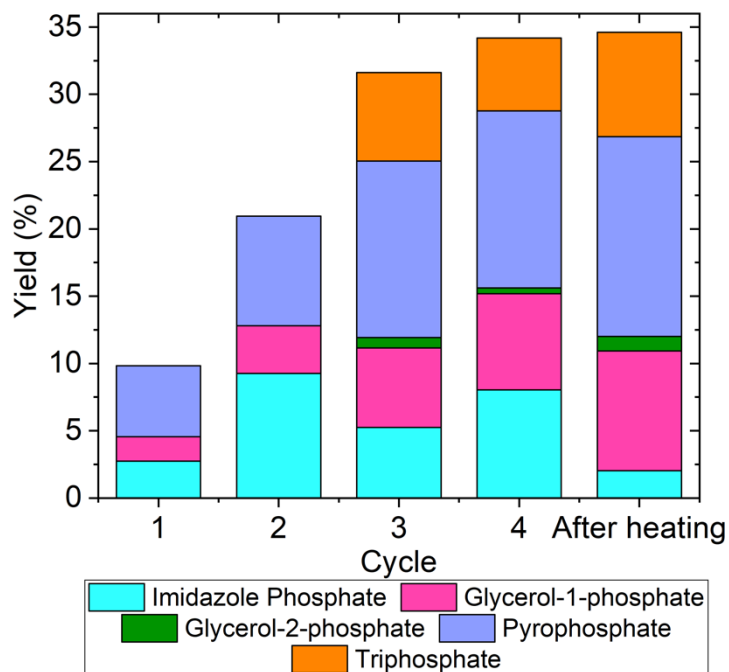 35
30
25
20
15
10
5
0
Yield (%)
1 2 3 4 After heating
Cycle
Imidazole Phosphate Glycerol-1-phosphate
Glycerol-2-phosphate Pyrophosphate
Triphosphate